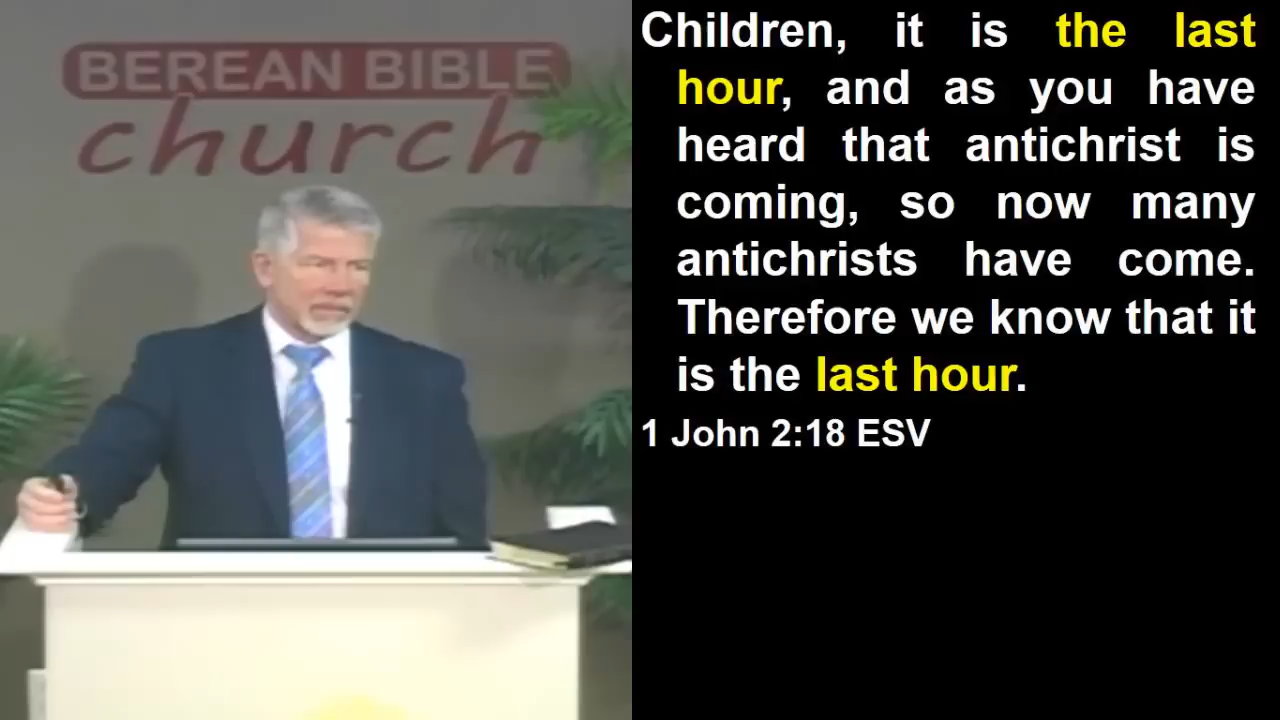 BEREAN BIBLE
church
Children, it is the last
hour, and as you have
heard that antichrist is
coming, so now many
antichrists have come.
Therefore we know that it
is the last hour.
1 John 2:18 ESV